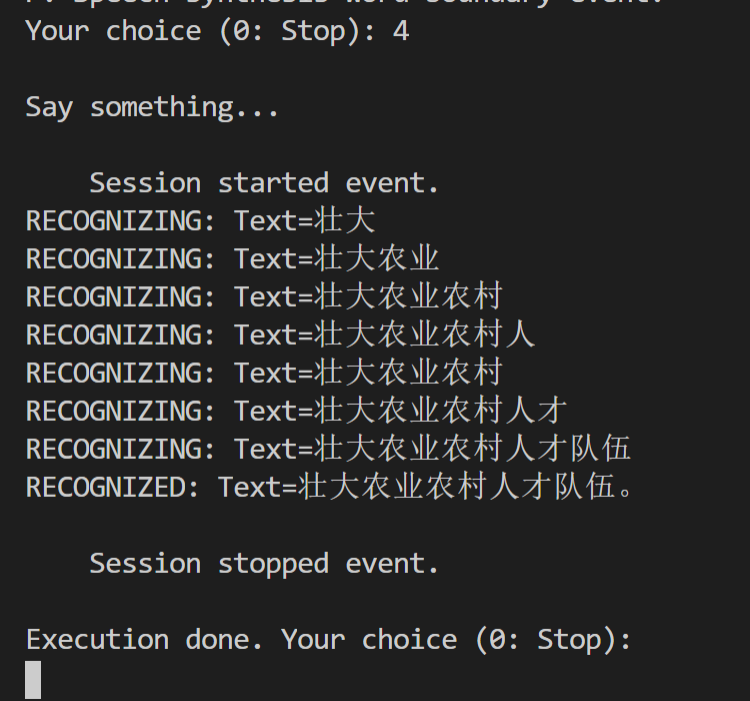 Your choice (0: Stop): 4
Say something...
Session started event.
RECOGNIZING: Text=壮大
RECOGNIZING: Text=壮大农业
RECOGNIZING: Text=壮大农业农村
RECOGNIZING: Text=壮大农业农村人
RECOGNIZING: Text=壮大农业农村
RECOGNIZING: Text=壮大农业农村人才
RECOGNIZING: Text=壮大农业农村人才队伍
RECOGNIZED: Text=壮大农业农村人才队伍。
Session stopped event.
Execution done. Your choice (0: Stop):